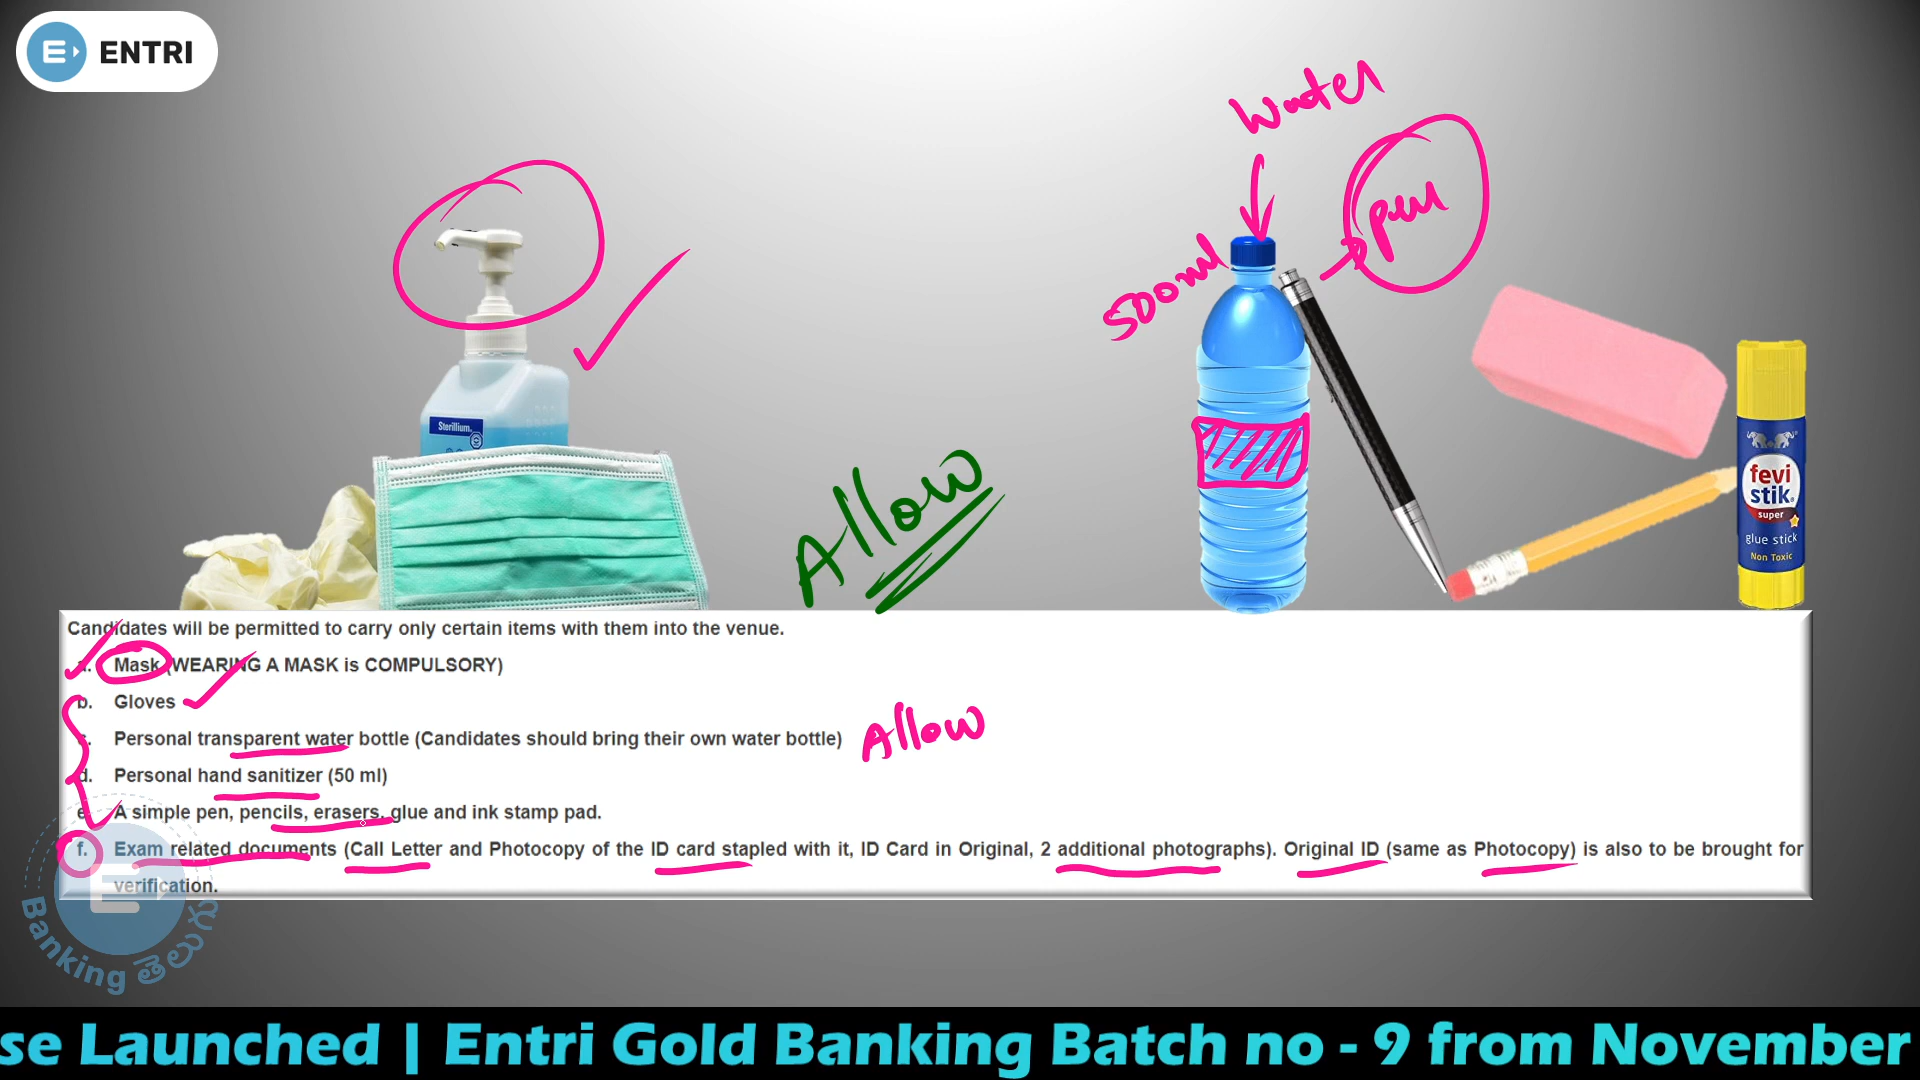 ENTRI
water
pen
500ml
Sterillium
Allow
fevi
stik
super
glue stick
Non Toxic
Candidates will be permitted to carry only certain items with them into the venue.
a. Mask (WEARING A MASK is COMPULSORY)
b. Gloves
c. Personal transparent water bottle (Candidates should bring their own water bottle)
Allow
d. Personal hand sanitizer (50 ml)
e. A simple pen, pencils, erasers, glue and ink stamp pad.
f. Exam related documents (Call Letter and Photocopy of the ID card stapled with it, ID Card in Original, 2 additional photographs). Original ID (same as Photocopy) is also to be brought for
verification.
Banking తెలుగు
se Launched | Entri Gold Banking Batch no - 9 from November